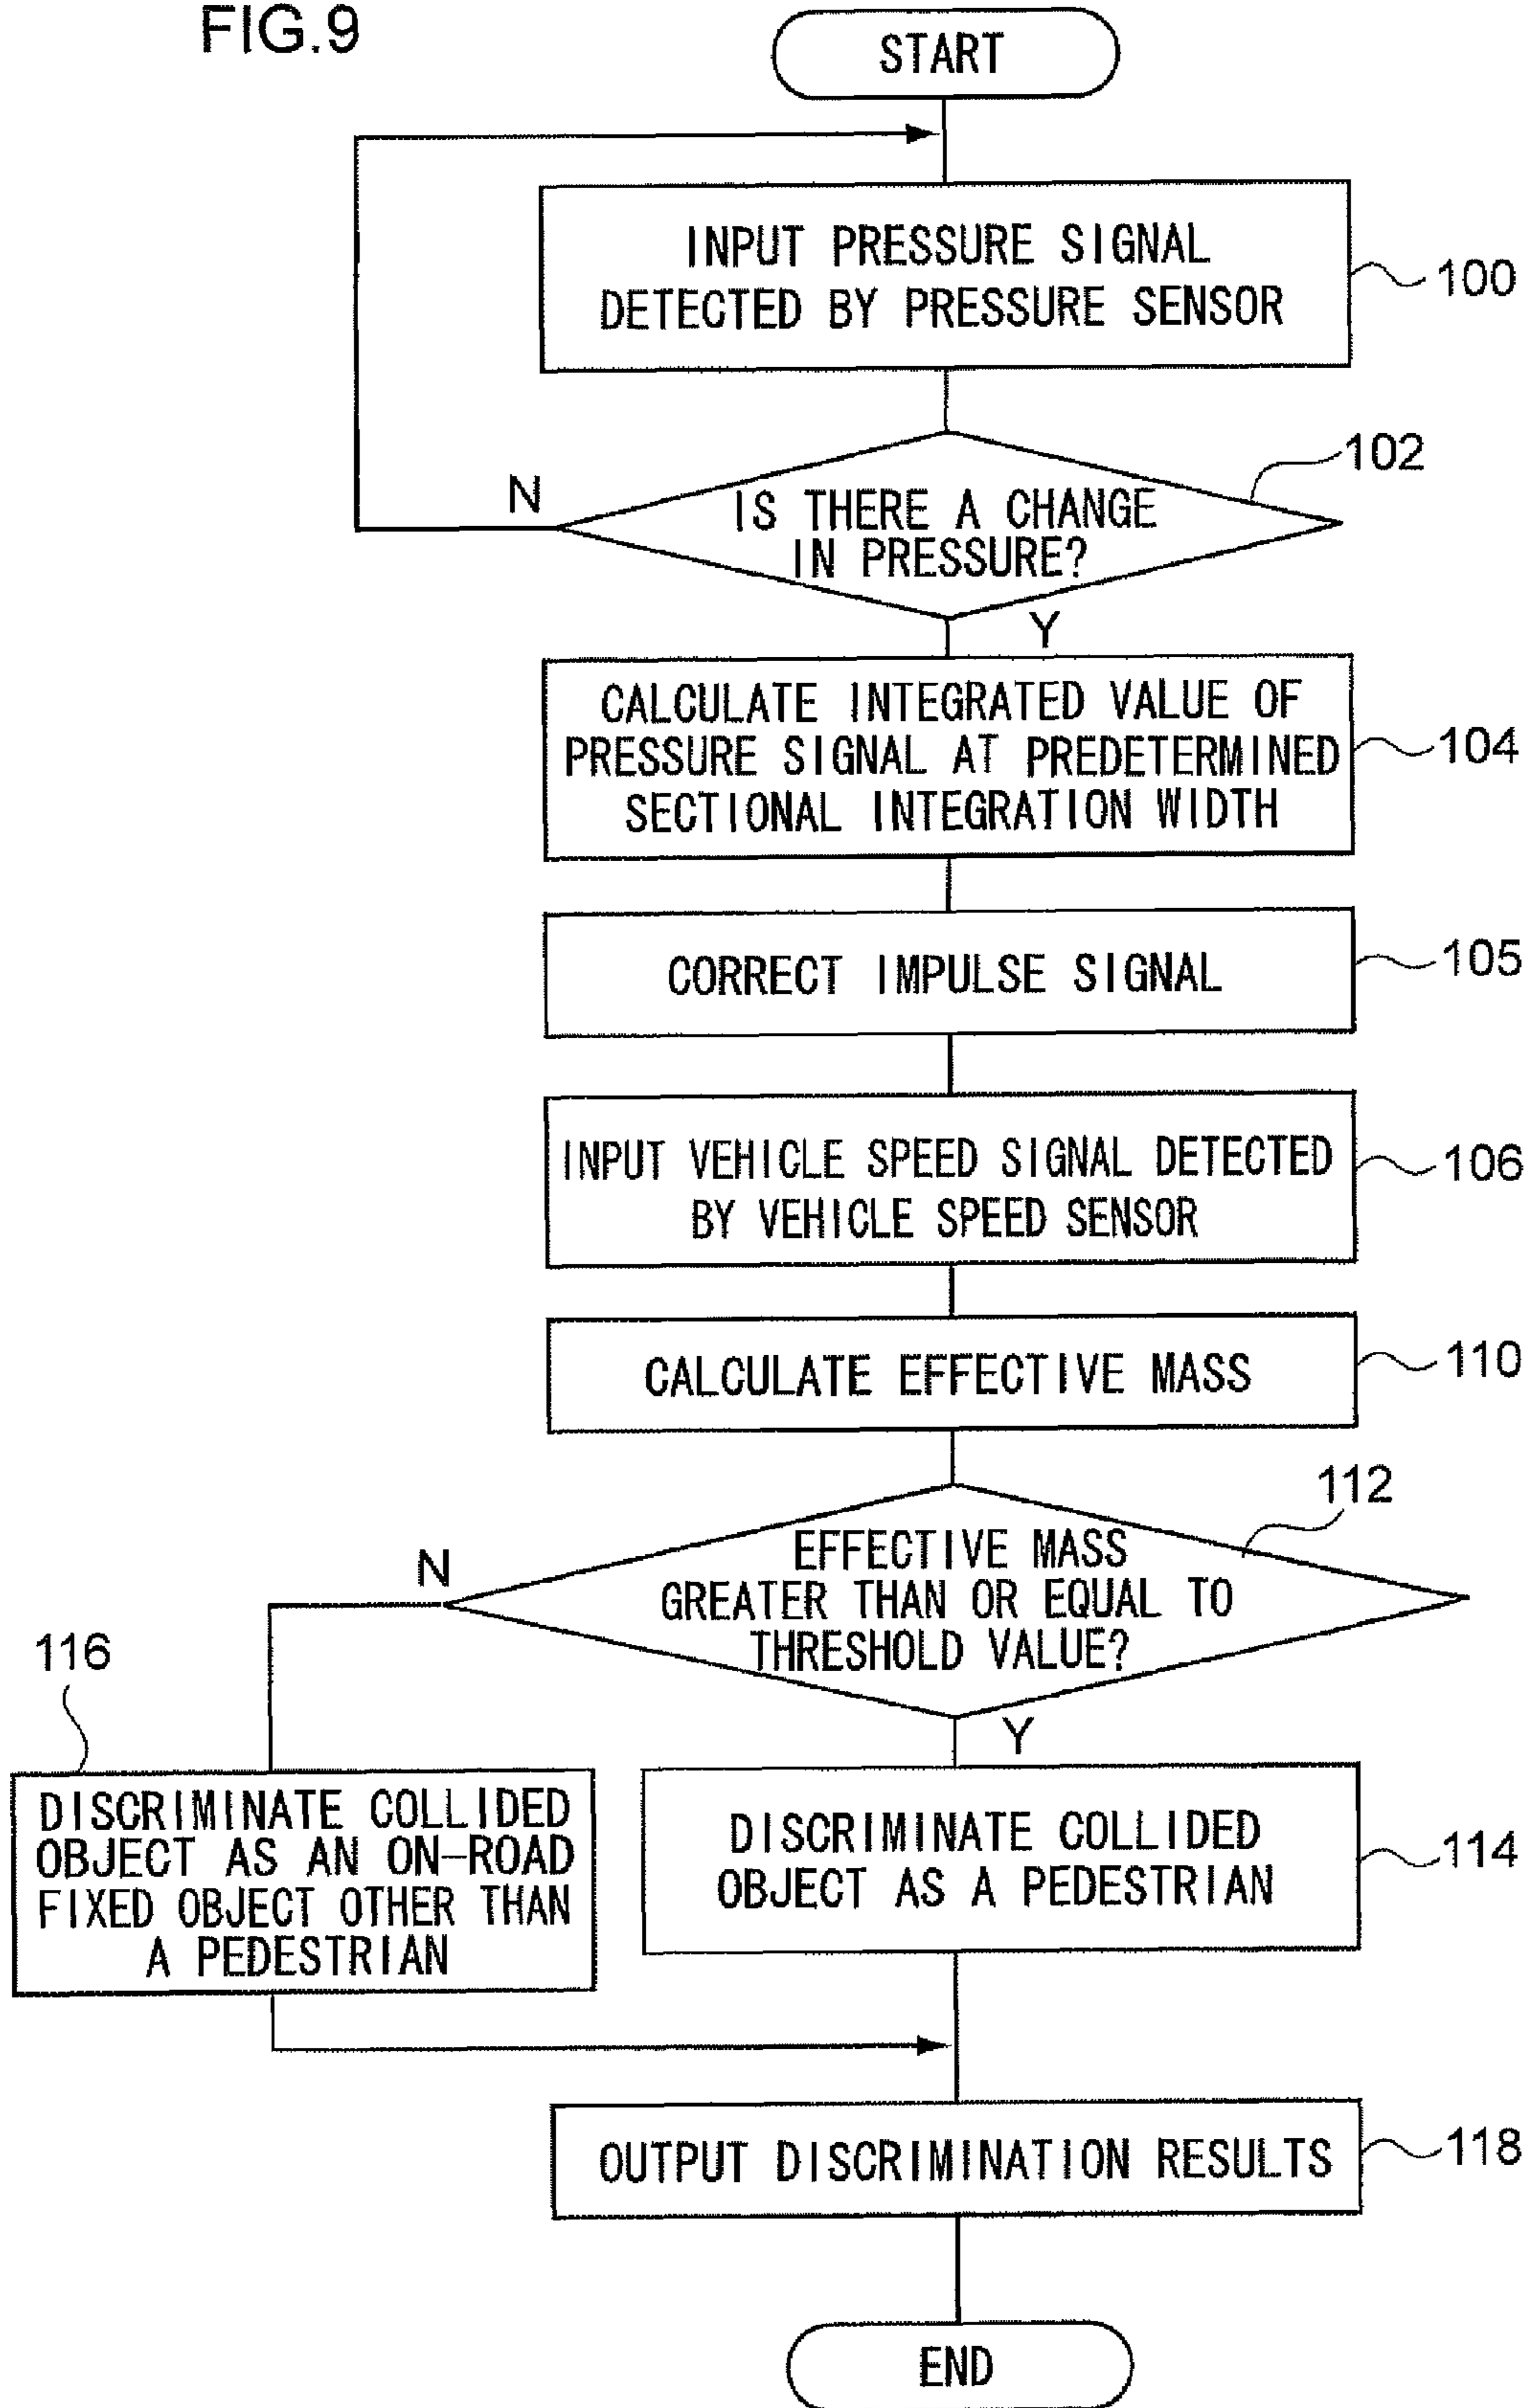 FIG.9
START
INPUT PRESSURE SIGNAL
DETECTED BY PRESSURE SENSOR
100
102
N
IS THERE A CHANGE
IN PRESSURE?
Y
CALCULATE INTEGRATED VALUE OF
PRESSURE SIGNAL AT PREDETERMINED
SECTIONAL INTEGRATION WIDTH
104
CORRECT IMPULSE SIGNAL
105
INPUT VEHICLE SPEED SIGNAL DETECTED
BY VEHICLE SPEED SENSOR
106
CALCULATE EFFECTIVE MASS
110
112
N
EFFECTIVE MASS
GREATER THAN OR EQUAL TO
THRESHOLD VALUE?
Y
116
DISCRIMINATE COLLIDED
OBJECT AS AN ON-ROAD
FIXED OBJECT OTHER THAN
A PEDESTRIAN
DISCRIMINATE COLLIDED
OBJECT AS A PEDESTRIAN
114
OUTPUT DISCRIMINATION RESULTS
118
END